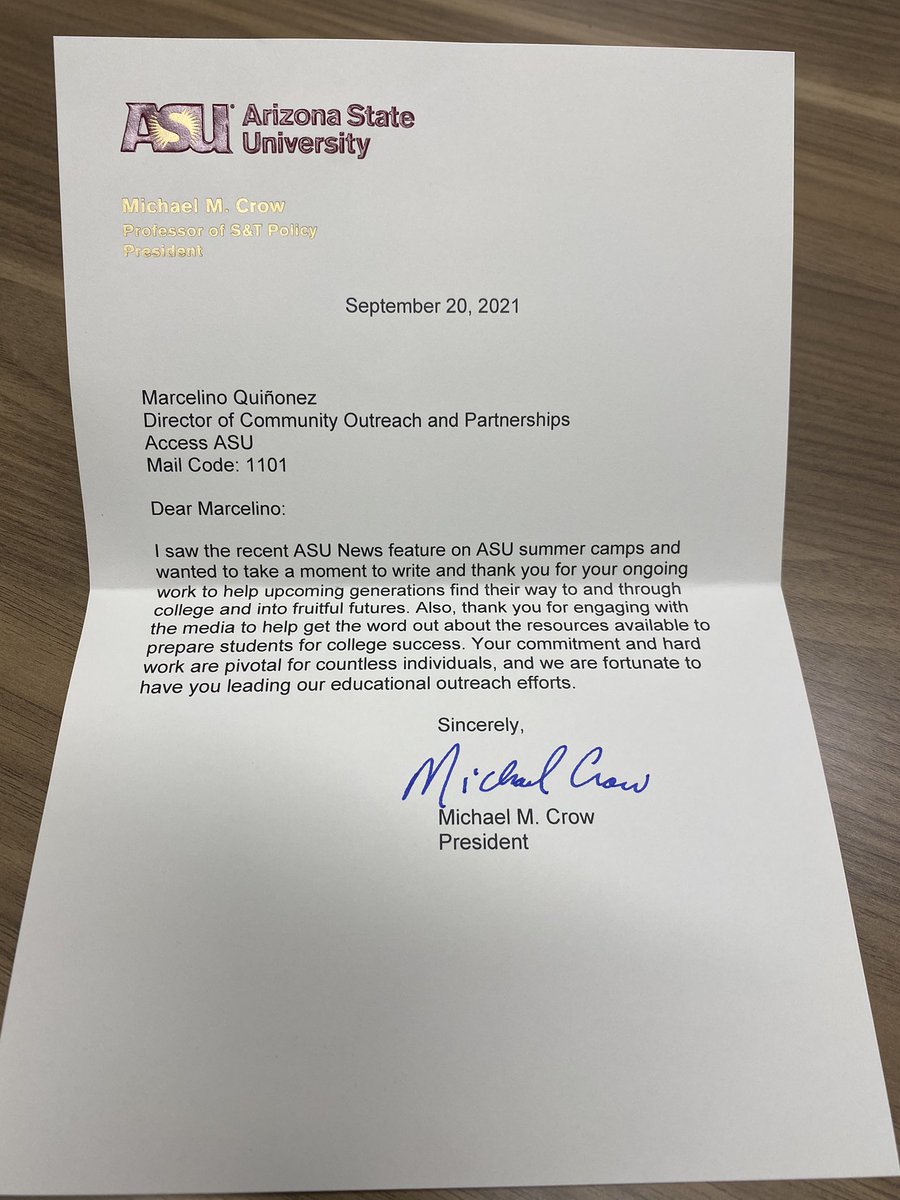 ASU Arizona State
University
Michael M. Crow
Professor of S&T Policy
President
September 20, 2021
Marcelino Quiñonez
Director of Community Outreach and Partnerships
Access ASU
Mail Code: 1101
Dear Marcelino:
I saw the recent ASU News feature on ASU summer camps and
wanted to take a moment to write and thank you for your ongoing
work to help upcoming generations find their way to and through
college and into fruitful futures. Also, thank you for engaging with
the media to help get the word out about the resources available to
prepare students for college success. Your commitment and hard
work are pivotal for countless individuals, and we are fortunate to
have you leading our educational outreach efforts.
Sincerely,
Michael Crow
Michael M. Crow
President